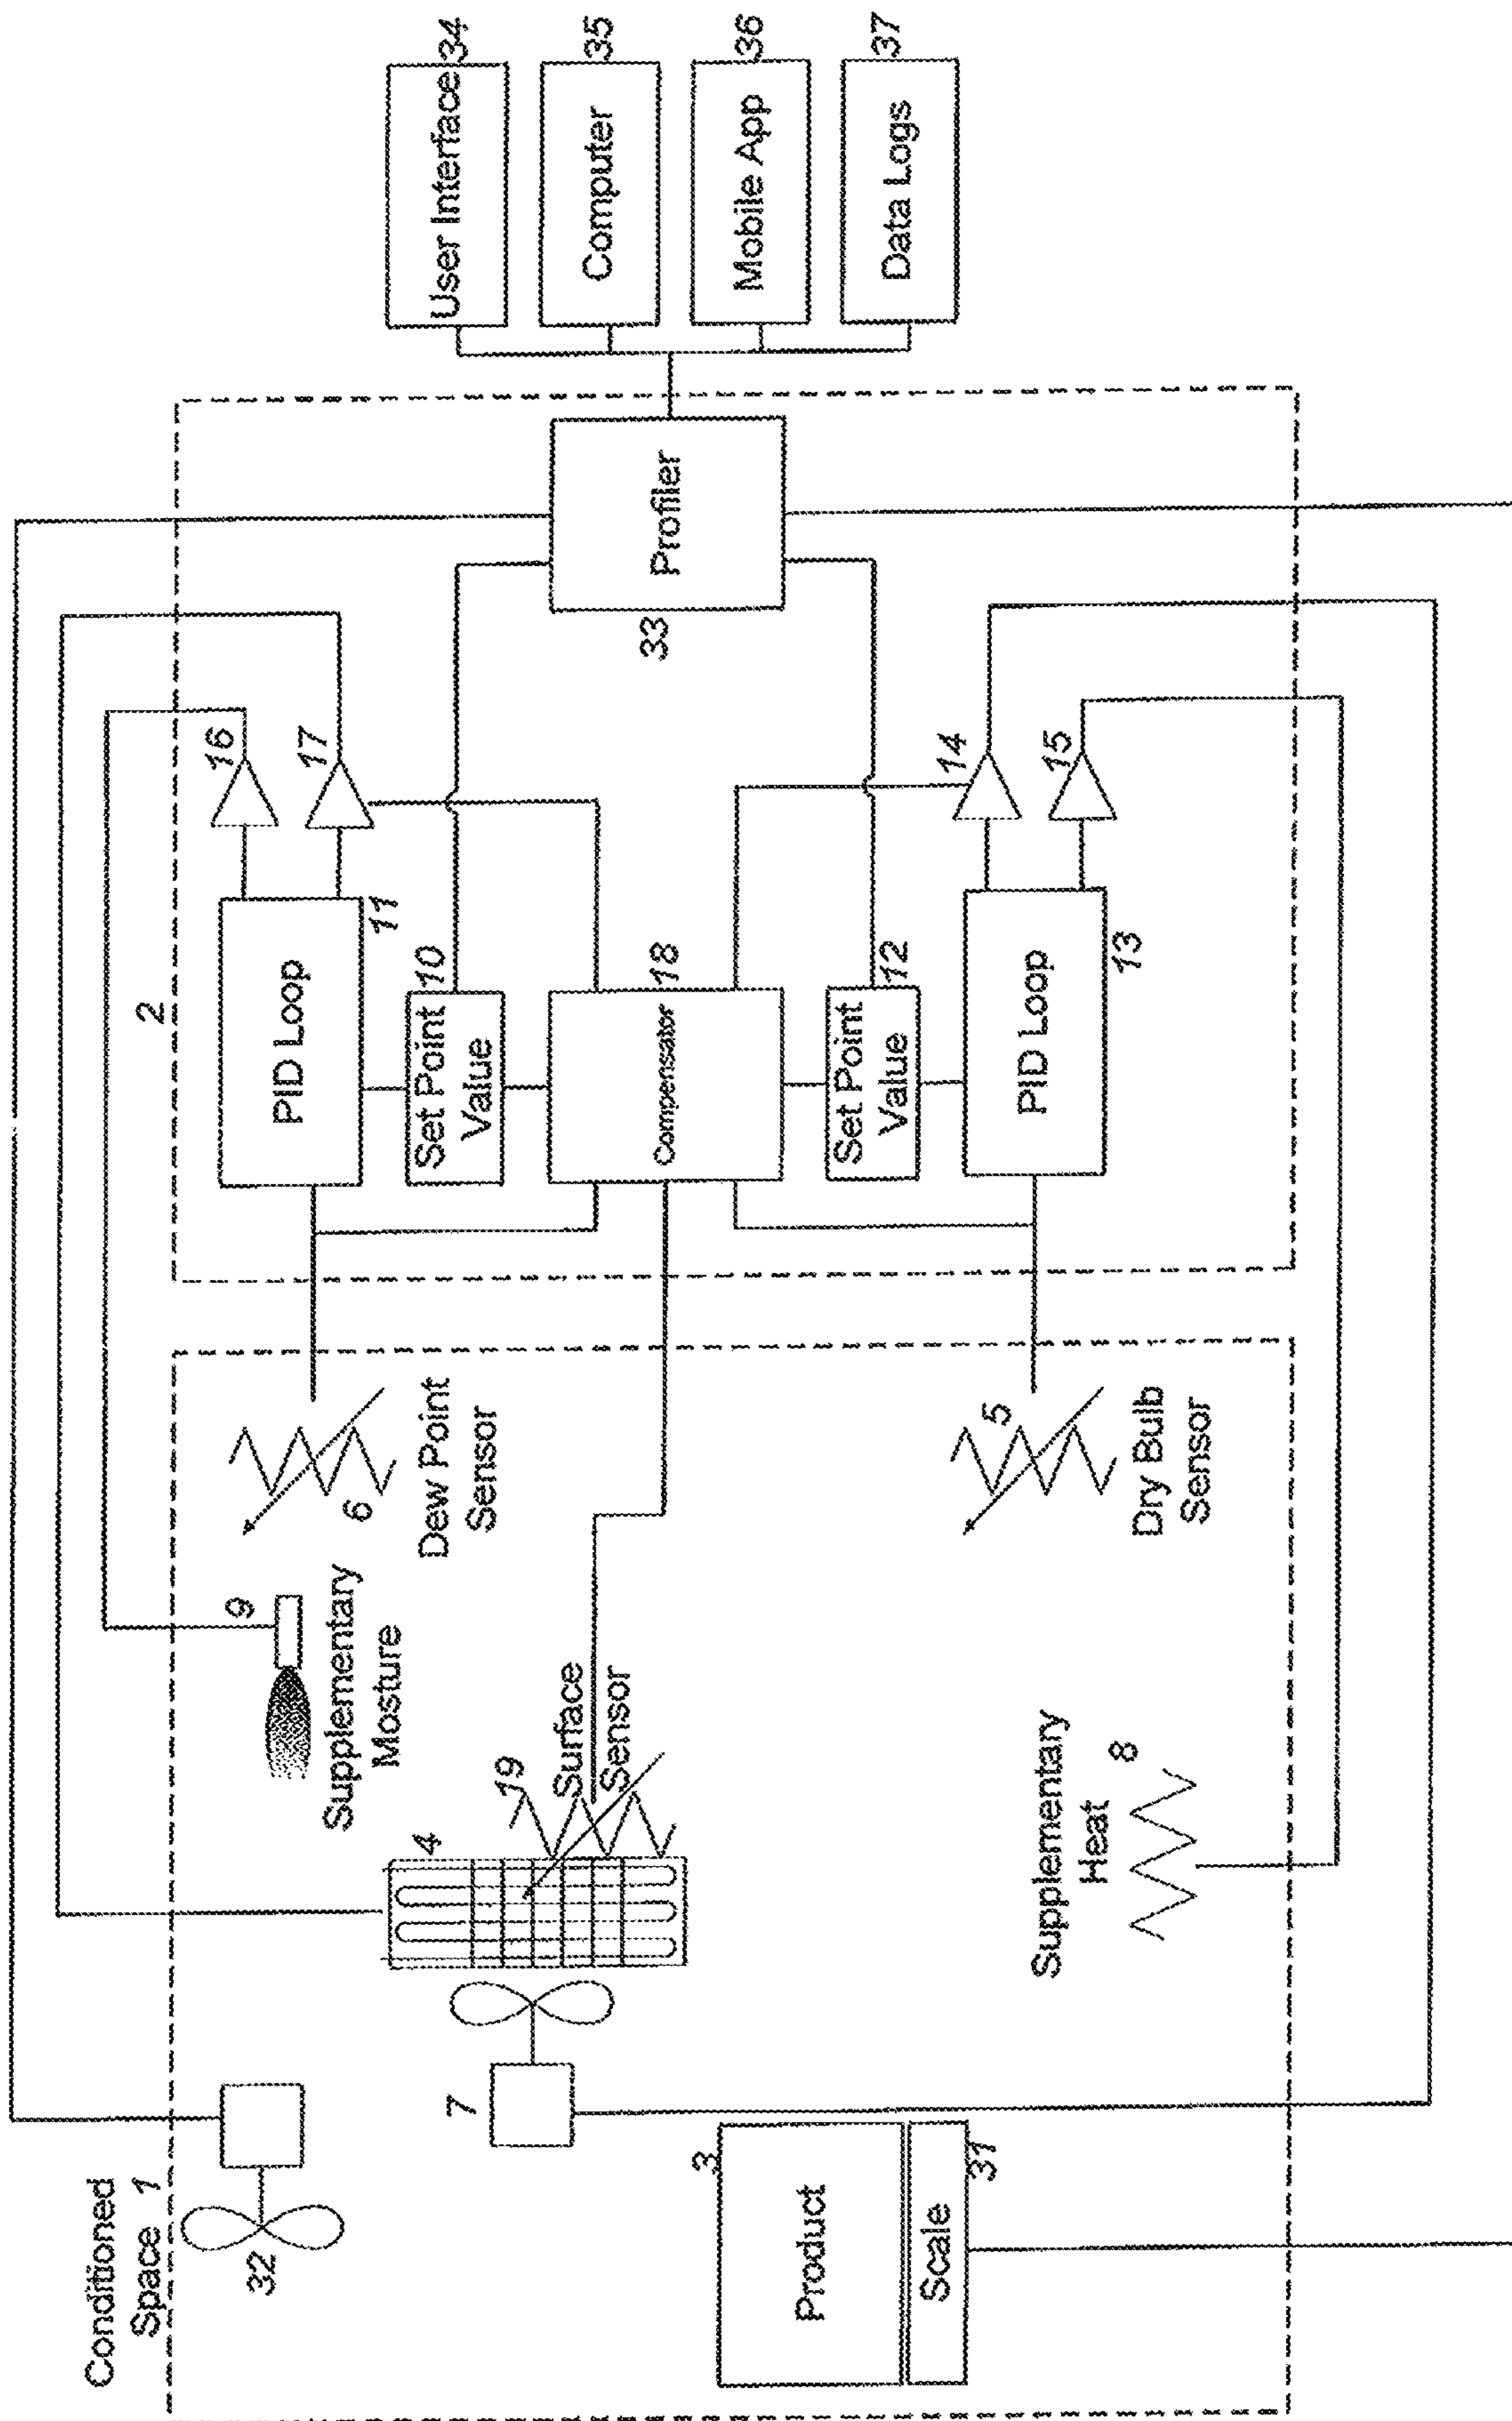 Conditioned
Space 1
32
7
3
Product
Scale
31
4
19
Surface
Sensor
9
Supplementary
Mosture
Supplementary
Heat
8
6
Dew Point
Sensor
5
Dry Bulb
Sensor
2
PID Loop
11
Set Point
Value
10
Compensator
18
Set Point
Value
12
PID Loop
13
16
17
14
15
33
Profiler
User Interface
34
Computer
35
Mobile App
36
Data Logs
37